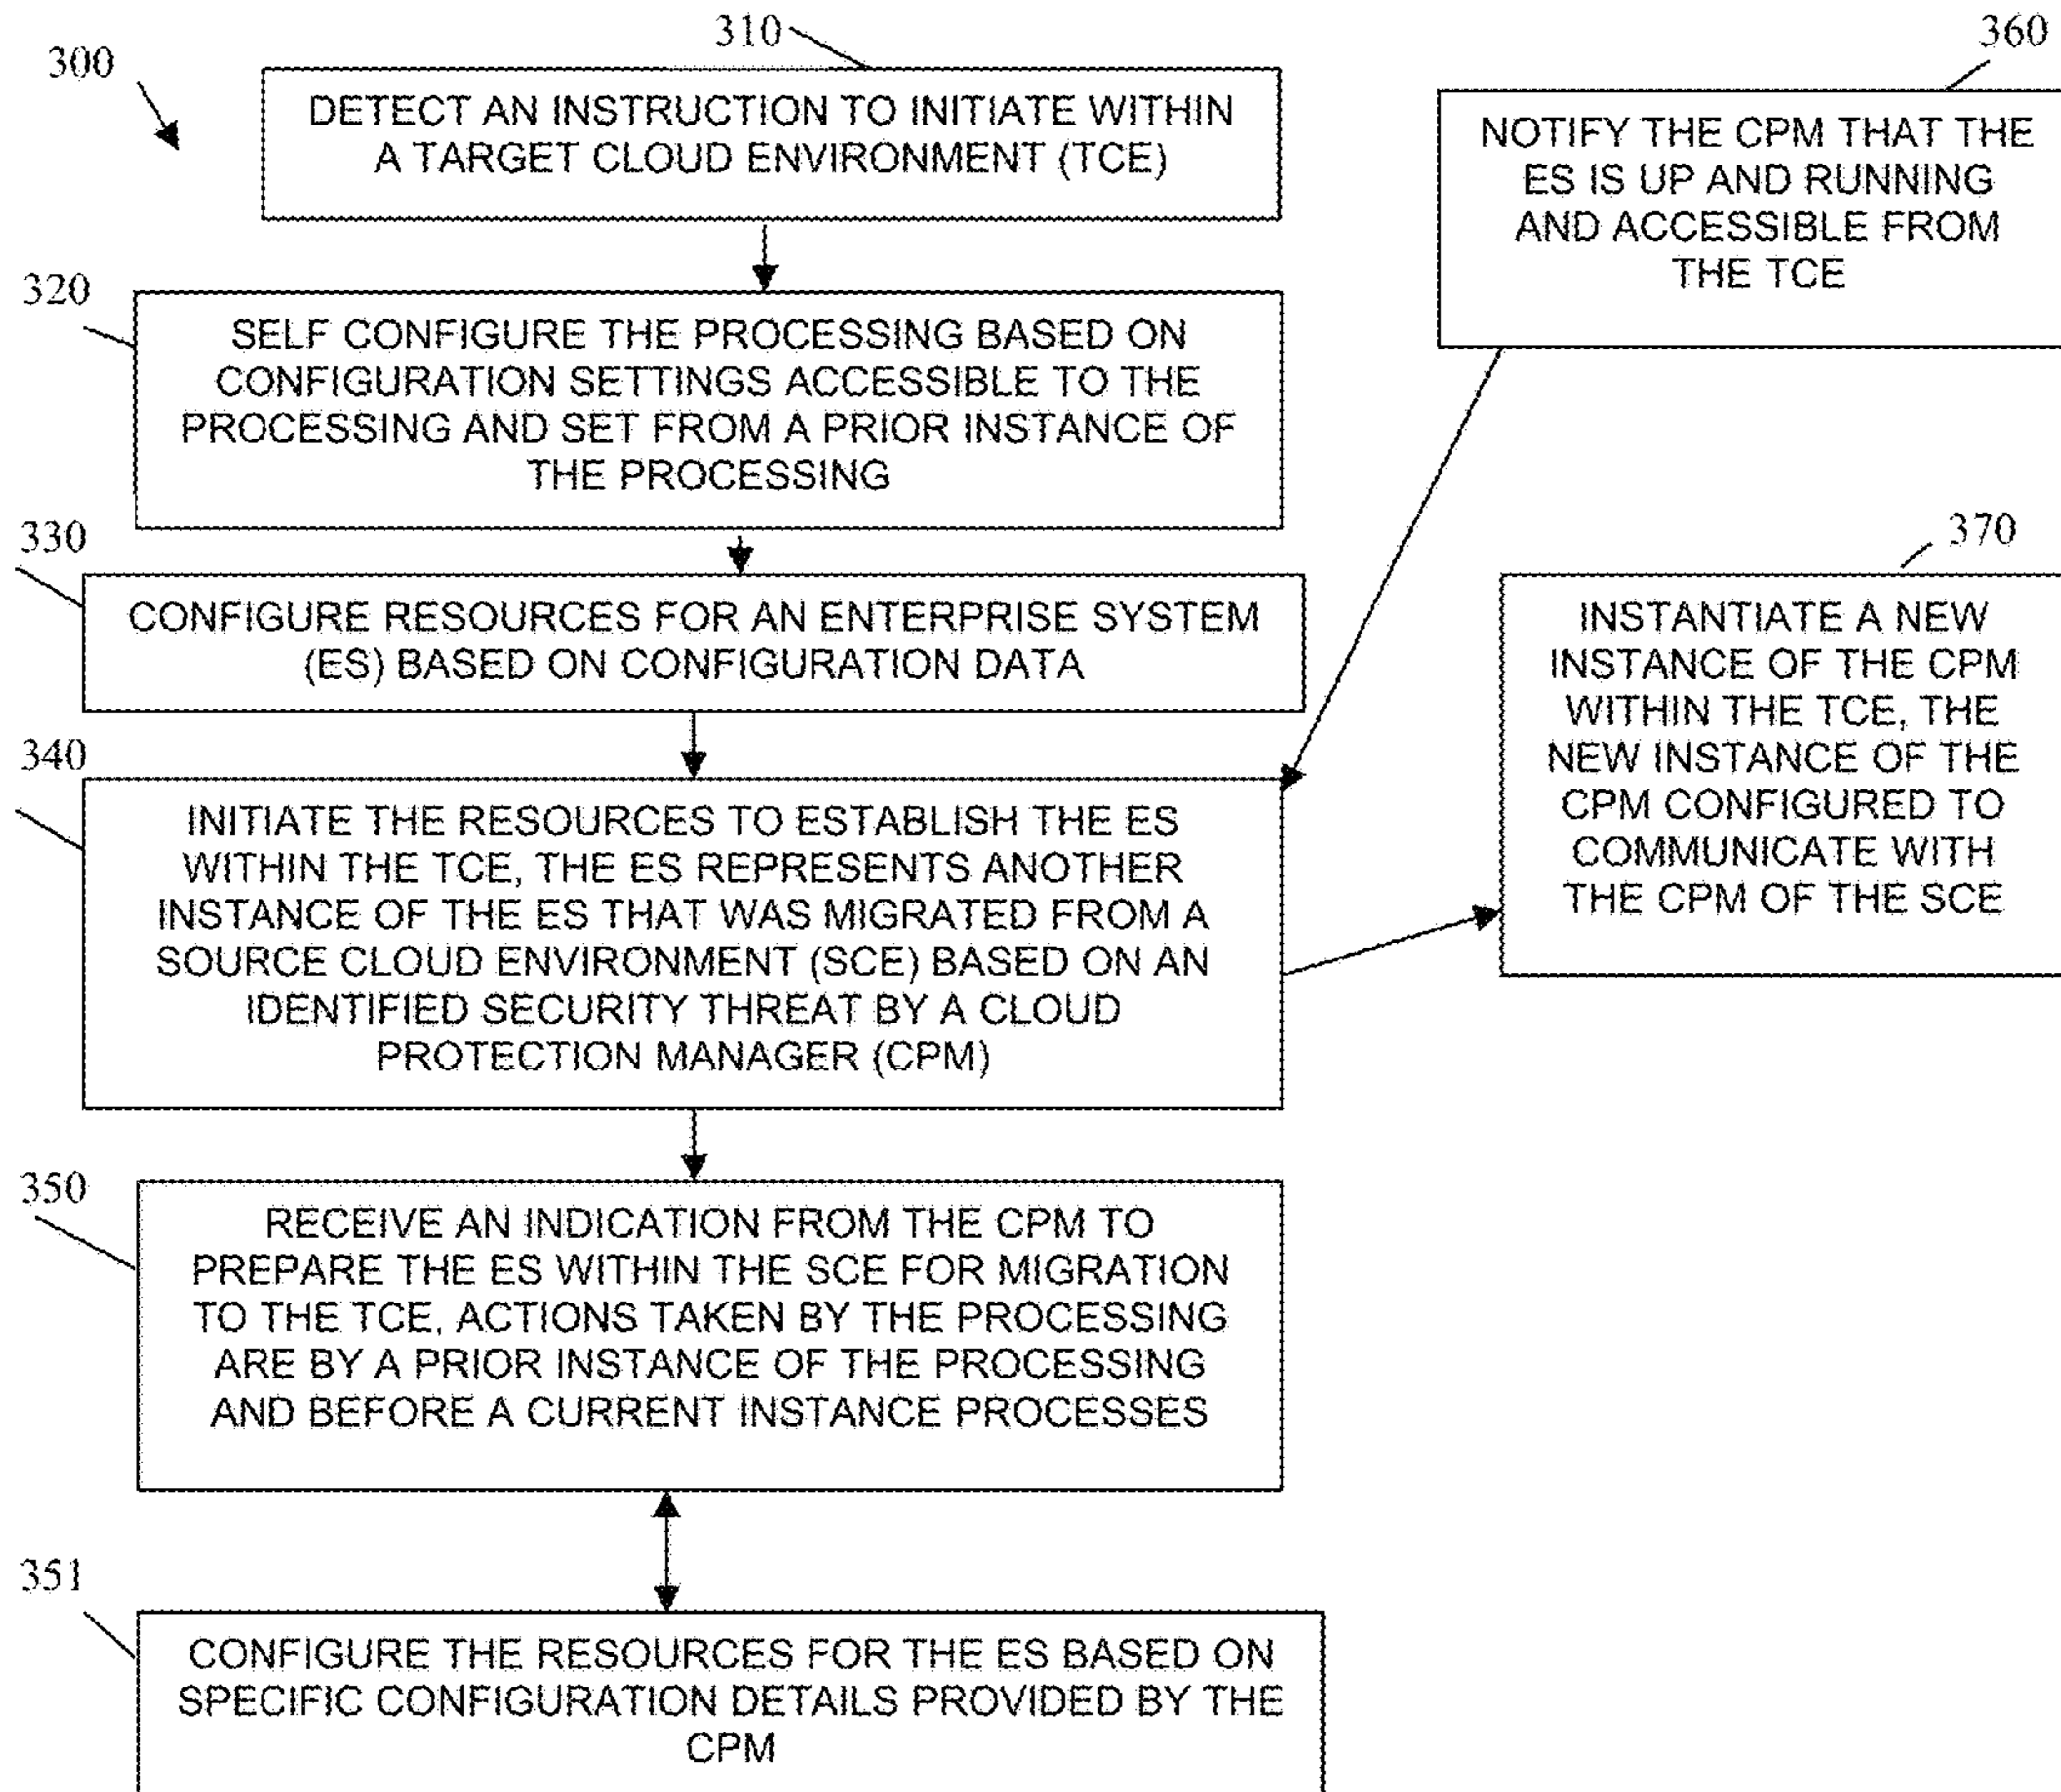 300
310
DETECT AN INSTRUCTION TO INITIATE WITHIN
A TARGET CLOUD ENVIRONMENT (TCE)
320
SELF CONFIGURE THE PROCESSING BASED ON
CONFIGURATION SETTINGS ACCESSIBLE TO THE
PROCESSING AND SET FROM A PRIOR INSTANCE OF
THE PROCESSING
330
CONFIGURE RESOURCES FOR AN ENTERPRISE SYSTEM
(ES) BASED ON CONFIGURATION DATA
340
INITIATE THE RESOURCES TO ESTABLISH THE ES
WITHIN THE TCE, THE ES REPRESENTS ANOTHER
INSTANCE OF THE ES THAT WAS MIGRATED FROM A
SOURCE CLOUD ENVIRONMENT (SCE) BASED ON AN
IDENTIFIED SECURITY THREAT BY A CLOUD
PROTECTION MANAGER (CPM)
350
RECEIVE AN INDICATION FROM THE CPM TO
PREPARE THE ES WITHIN THE SCE FOR MIGRATION
TO THE TCE, ACTIONS TAKEN BY THE PROCESSING
ARE BY A PRIOR INSTANCE OF THE PROCESSING
AND BEFORE A CURRENT INSTANCE PROCESSES
351
CONFIGURE THE RESOURCES FOR THE ES BASED ON
SPECIFIC CONFIGURATION DETAILS PROVIDED BY THE
CPM
360
NOTIFY THE CPM THAT THE
ES IS UP AND RUNNING
AND ACCESSIBLE FROM
THE TCE
370
INSTANTIATE A NEW
INSTANCE OF THE CPM
WITHIN THE TCE, THE
NEW INSTANCE OF THE
CPM CONFIGURED TO
COMMUNICATE WITH
THE CPM OF THE SCE